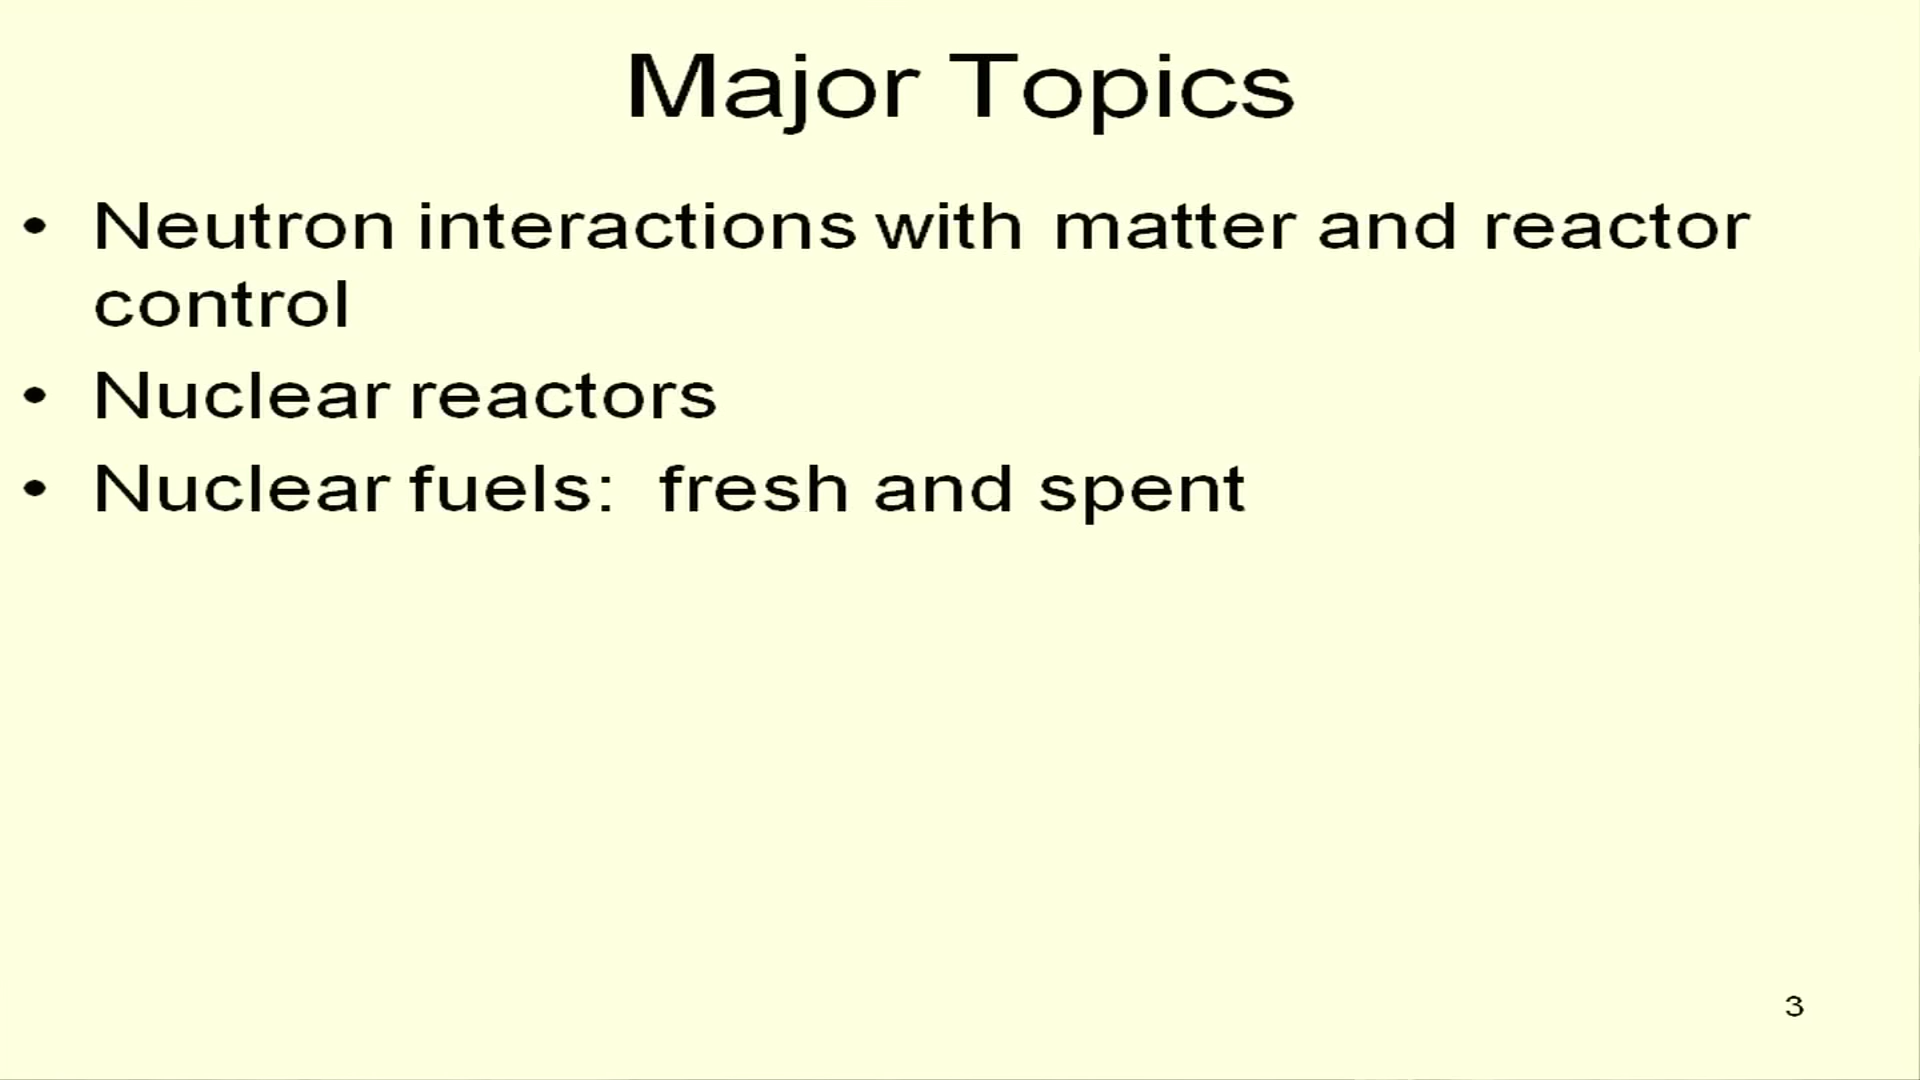 Major Topics
• Neutron interactions with matter and reactor
control
• Nuclear reactors
• Nuclear fuels: fresh and spent
3